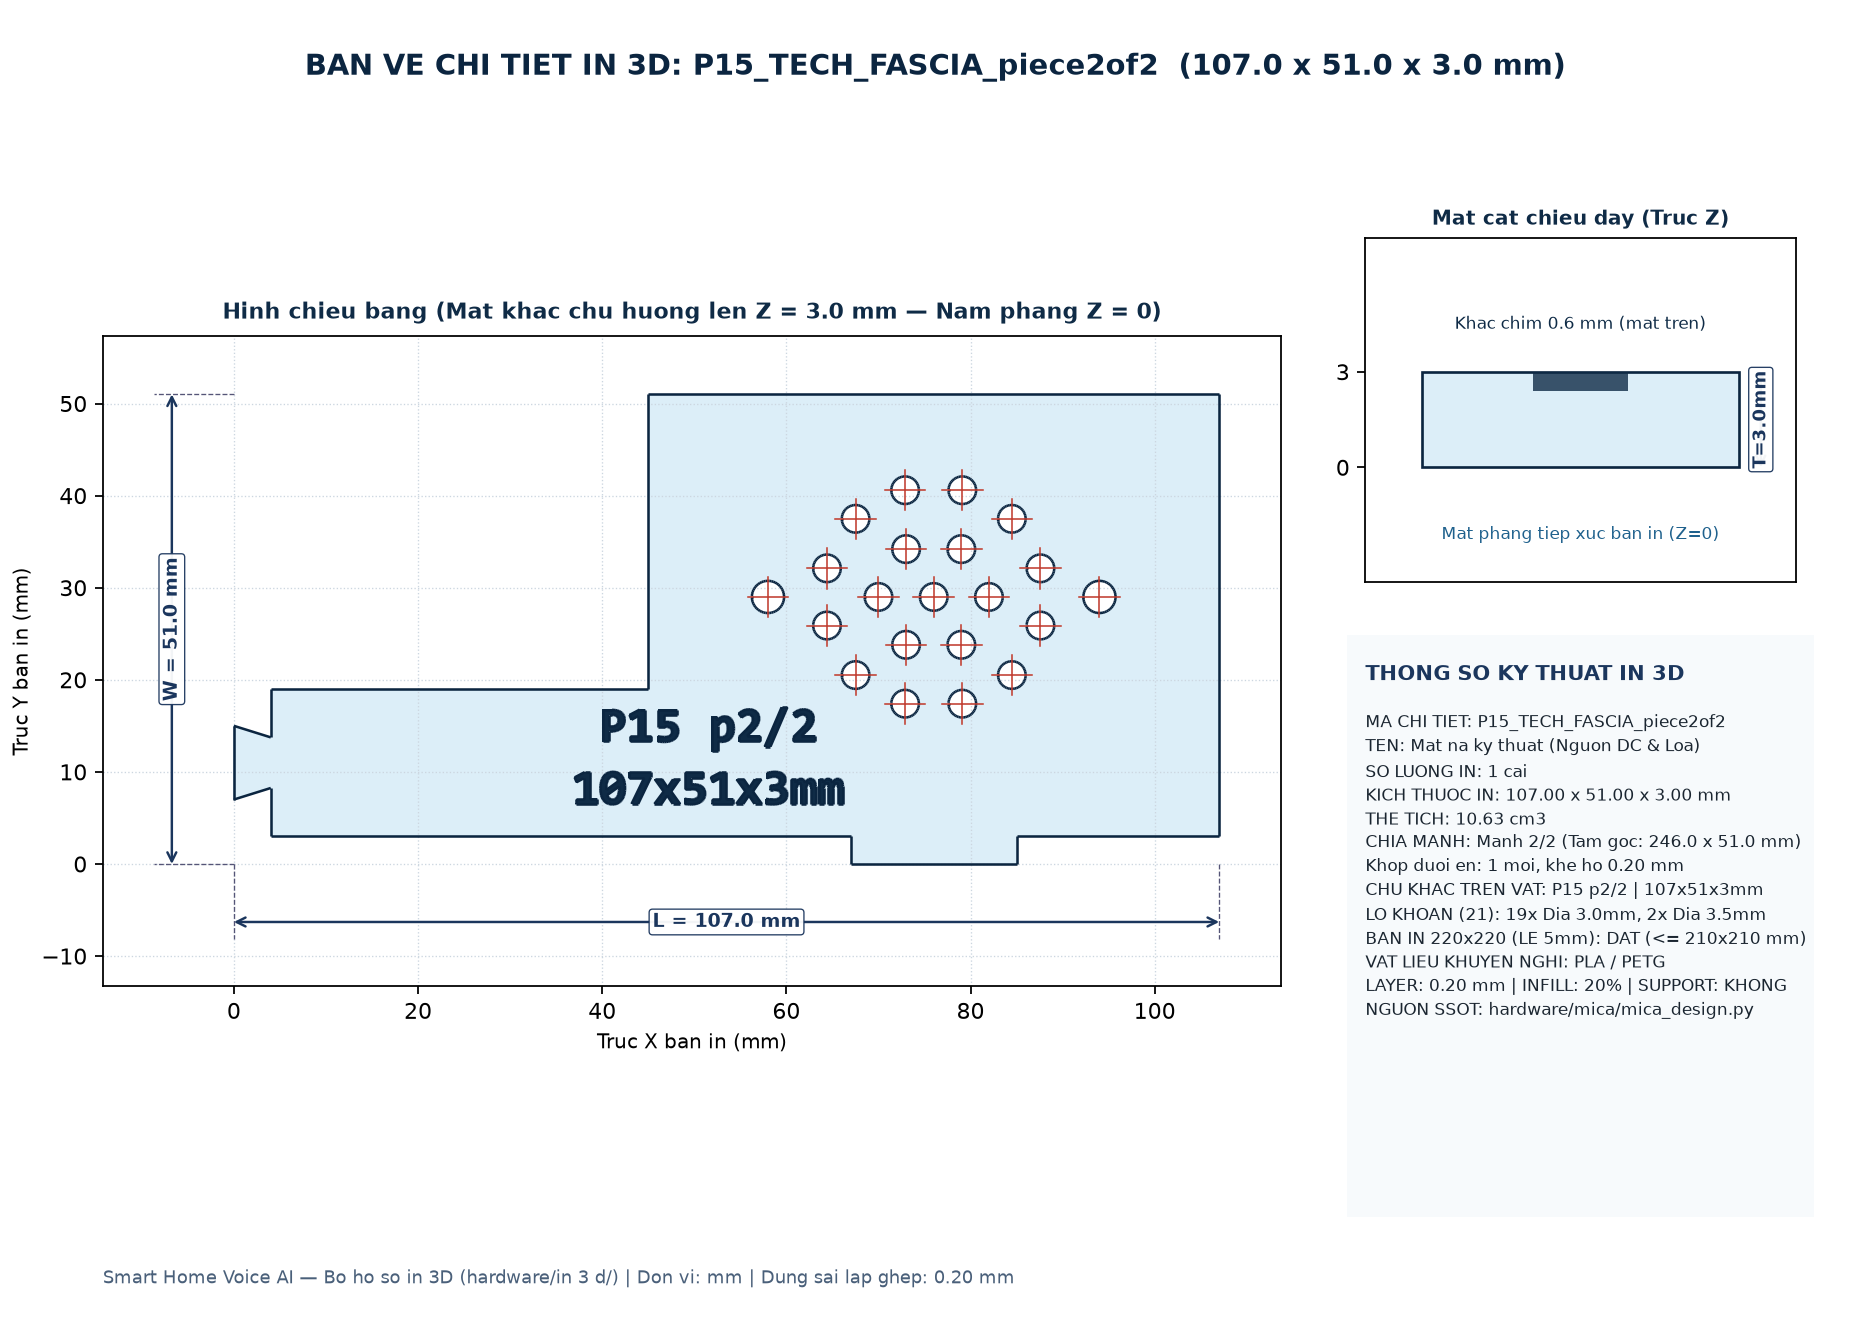 BAN VE CHI TIET IN 3D: P15_TECH_FASCIA_piece2of2 (107.0 x 51.0 x 3.0 mm)
Hinh chieu bang (Mat khac chu huong len Z = 3.0 mm — Nam phang Z = 0)
50
40
30
20
10
0
−10
Truc Y ban in (mm)
W = 51.0 mm
P15 p2/2
107x51x3mm
L = 107.0 mm
0
20
40
60
80
100
Truc X ban in (mm)
Mat cat chieu day (Truc Z)
Khac chim 0.6 mm (mat tren)
3
0
T=3.0mm
Mat phang tiep xuc ban in (Z=0)
THONG SO KY THUAT IN 3D
MA CHI TIET: P15_TECH_FASCIA_piece2of2
TEN: Mat na ky thuat (Nguon DC & Loa)
SO LUONG IN: 1 cai
KICH THUOC IN: 107.00 x 51.00 x 3.00 mm
THE TICH: 10.63 cm3
CHIA MANH: Manh 2/2 (Tam goc: 246.0 x 51.0 mm)
Khop duoi en: 1 moi, khe ho 0.20 mm
CHU KHAC TREN VAT: P15 p2/2 | 107x51x3mm
LO KHOAN (21): 19x Dia 3.0mm, 2x Dia 3.5mm
BAN IN 220x220 (LE 5mm): DAT (<= 210x210 mm)
VAT LIEU KHUYEN NGHI: PLA / PETG
LAYER: 0.20 mm | INFILL: 20% | SUPPORT: KHONG
NGUON SSOT: hardware/mica/mica_design.py
Smart Home Voice AI — Bo ho so in 3D (hardware/in 3 d/) | Don vi: mm | Dung sai lap ghep: 0.20 mm